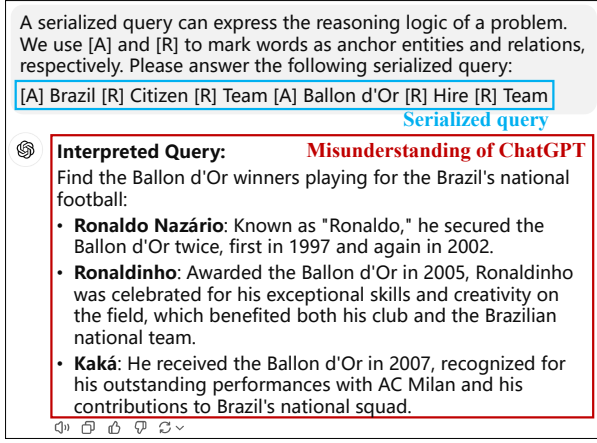 A serialized query can express the reasoning logic of a problem.
We use [A] and [R] to mark words as anchor entities and relations,
respectively. Please answer the following serialized query:
[A] Brazil [R] Citizen [R] Team [A] Ballon d'Or [R] Hire [R] Team
Serialized query
Interpreted Query: Misunderstanding of ChatGPT
Find the Ballon d'Or winners playing for the Brazil's national
football:
• Ronaldo Nazário: Known as "Ronaldo," he secured the
Ballon d'Or twice, first in 1997 and again in 2002.
• Ronaldinho: Awarded the Ballon d'Or in 2005, Ronaldinho
was celebrated for his exceptional skills and creativity on
the field, which benefited both his club and the Brazilian
national team.
• Kaká: He received the Ballon d'Or in 2007, recognized for
his outstanding performances with AC Milan and his
contributions to Brazil's national squad.